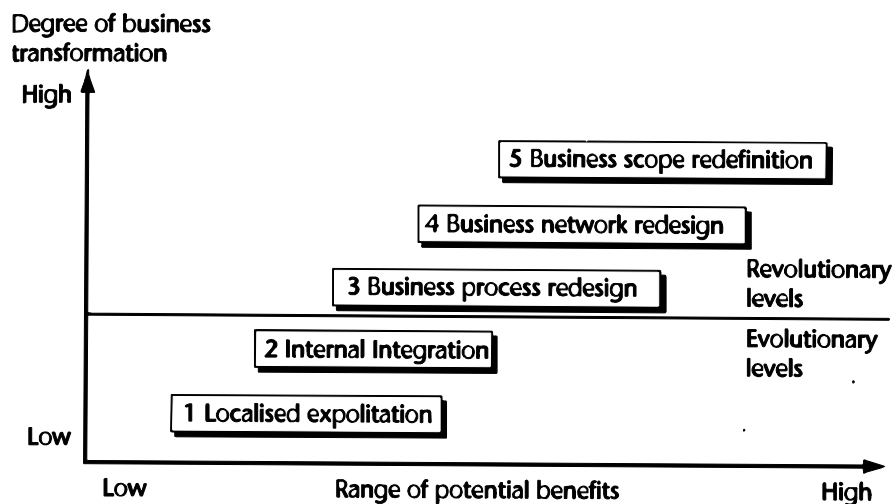 Degree of business
transformation
High
5 Business scope redefinition
4 Business network redesign
3 Business process redesign
Revolutionary
levels
2 Internal Integration
Evolutionary
levels
1 Localised expolitation
Low
Low
Range of potential benefits
High